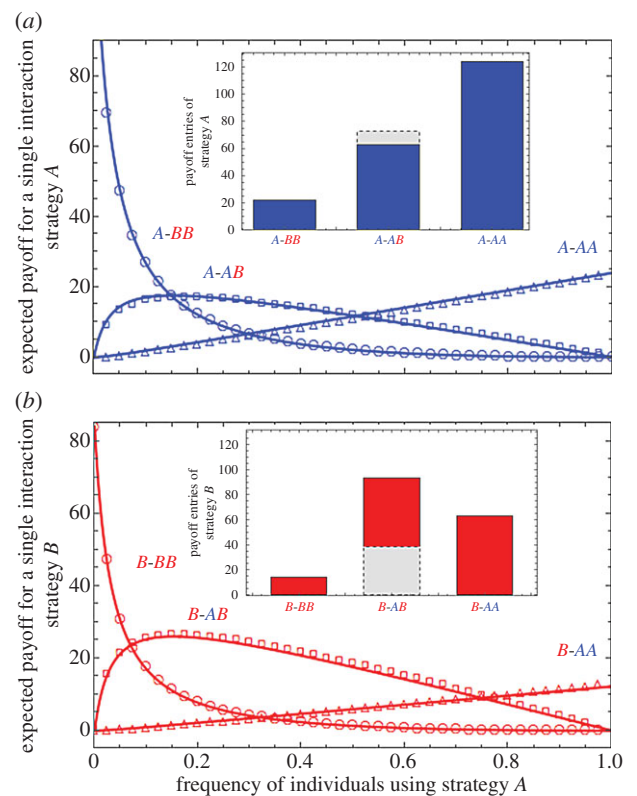 (a)
expected payoff for a single interaction
strategy A
80
60
40
20
0
payoff entries of
strategy A
120
100
80
60
40
20
0
A-BB
A-AB
A-AA
A-BB
A-AB
A-AA
(b)
expected payoff for a single interaction
strategy B
80
60
40
20
0
payoff entries of
strategy B
120
100
80
60
40
20
0
B-BB
B-AB
B-AA
B-BB
B-AB
B-AA
0 0.2 0.4 0.6 0.8 1.0
frequency of individuals using strategy A